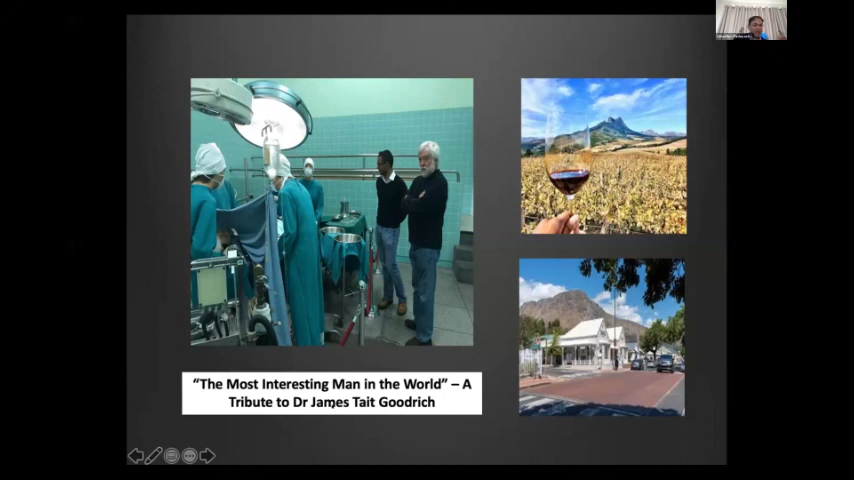 “The Most Interesting Man in the World” – A
Tribute to Dr James Tait Goodrich